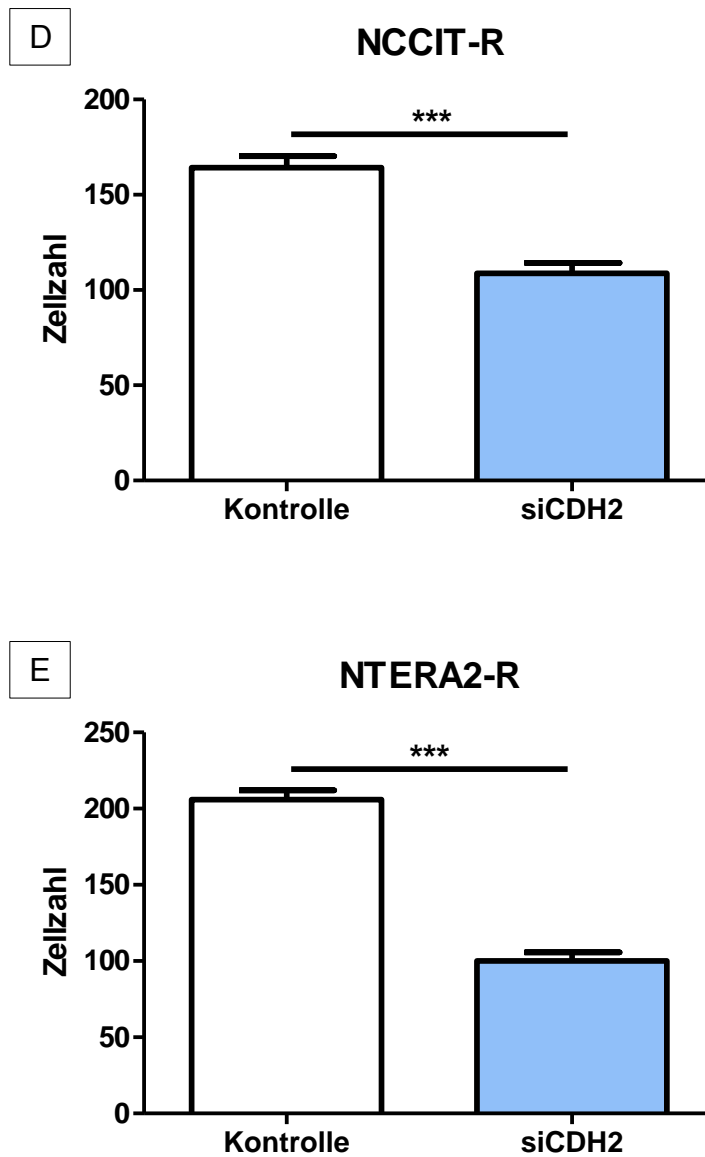 D
NCCIT-R
200
***
150
Zellzahl
100
50
0
Kontrolle siCDH2
E
NTERA2-R
250
***
200
150
Zellzahl
100
50
0
Kontrolle siCDH2